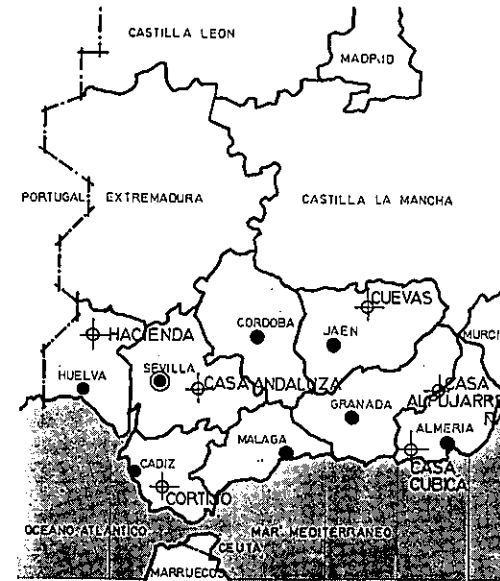 CASTILLA LEON
MADRID
PORTUGAL
EXTREMADURA
CASTILLA LA MANCHA
CUEVAS
HACIENDA
CORDOBA
JAEN
HUELVA
SEVILLA
CASA ANDALUZA
CASA
GRANADA
ALMERIA
MALAGA
CASA
CUBICA
CADIZ
CORTIJO
OCEANO ATLANTICO
MAR MEDITERRANEO
CEUTA
MARRUECOS